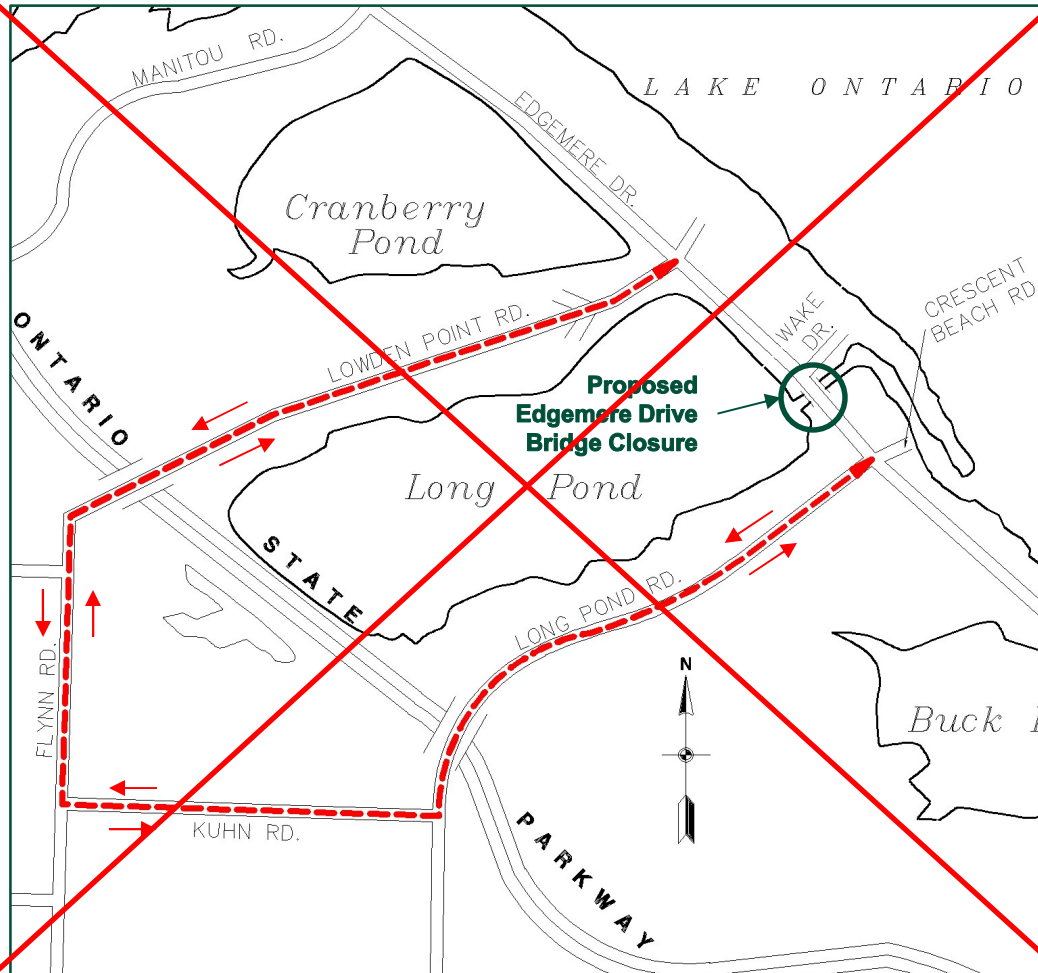 MANITOU RD.
LAKE ONTARIO
EDGEMERE DR.
Cranberry
Pond
WAKE
DR.
CRESCENT
BEACH RD
ONTARIO
LOWDEN POINT RD.
Proposed
Edgemere Drive
Bridge Closure
Long Pond
STATE
LONG POND RD.
FLYNN RD.
N
Buck
KUHN RD.
PARKWAY